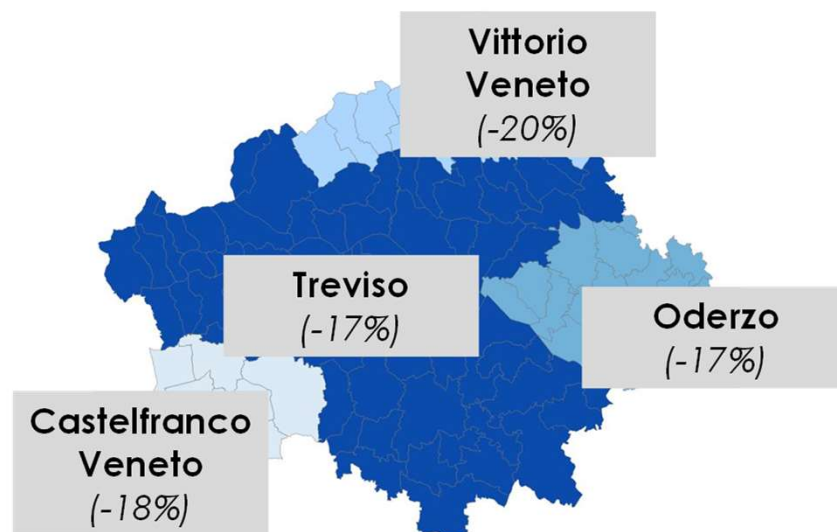 Vittorio
Veneto
(-20%)
Treviso
(-17%)
Oderzo
(-17%)
Castelfranco
Veneto
(-18%)